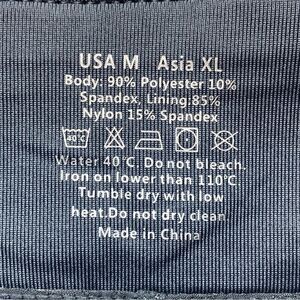 USA M Asia XL
Body: 90% Polyester 10%
Spandex, Lining:85%
Nylon 15% Spandex
40°C
Water 40℃. Do not bleach.
Iron on lower than 110℃.
Tumble dry with low
heat.Do not dry clean.
Made in China